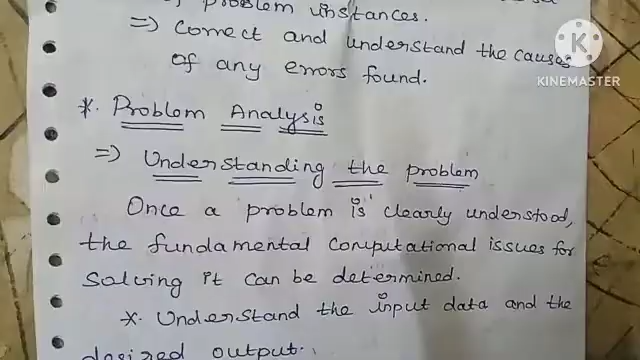 problem instances.
=> Correct and understand the causes
of any errors found.
KINEMASTER
*. Problem Analysis
=> Understanding the problem
Once a problem is clearly understood,
the fundamental computational issues for
solving it can be determined.
*. Understand the input data and the
desired output.